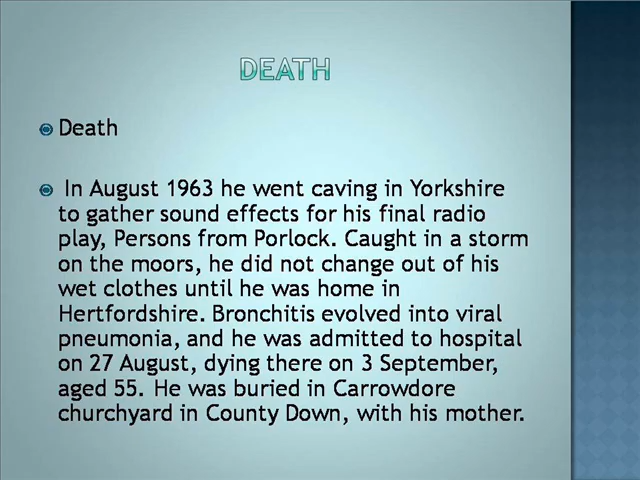 DEATH
Death
In August 1963 he went caving in Yorkshire
to gather sound effects for his final radio
play, Persons from Porlock. Caught in a storm
on the moors, he did not change out of his
wet clothes until he was home in
Hertfordshire. Bronchitis evolved into viral
pneumonia, and he was admitted to hospital
on 27 August, dying there on 3 September,
aged 55. He was buried in Carrowdore
churchyard in County Down, with his mother.